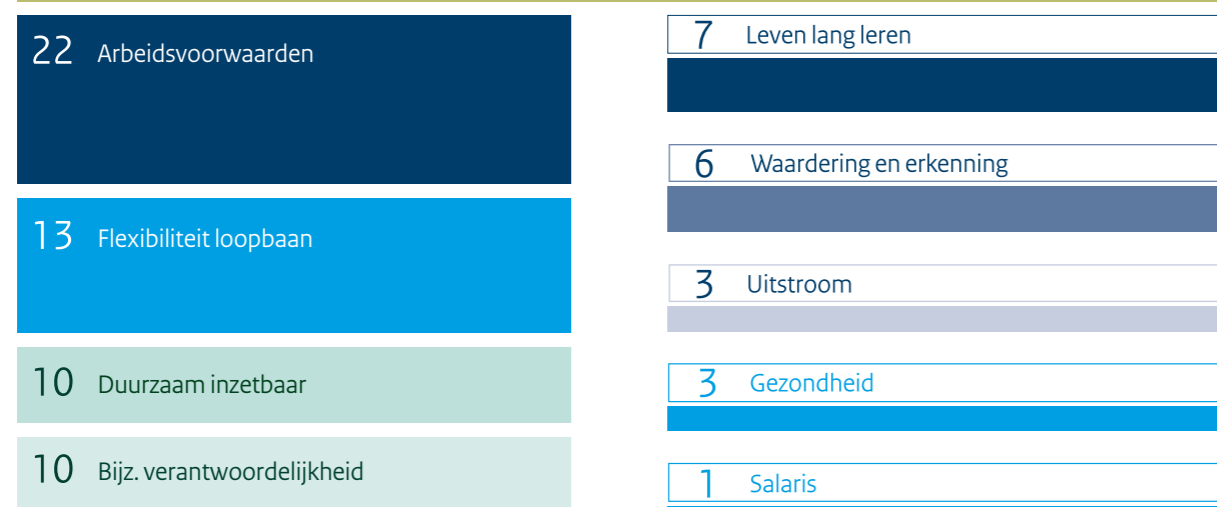 22 Arbeidsvoorwaarden
13 Flexibiliteit loopbaan
10 Duurzaam inzetbaar
10 Bijz. verantwoordelijkheid
7 Leven lang leren
6 Waardering en erkenning
3 Uitstroom
3 Gezondheid
1 Salaris